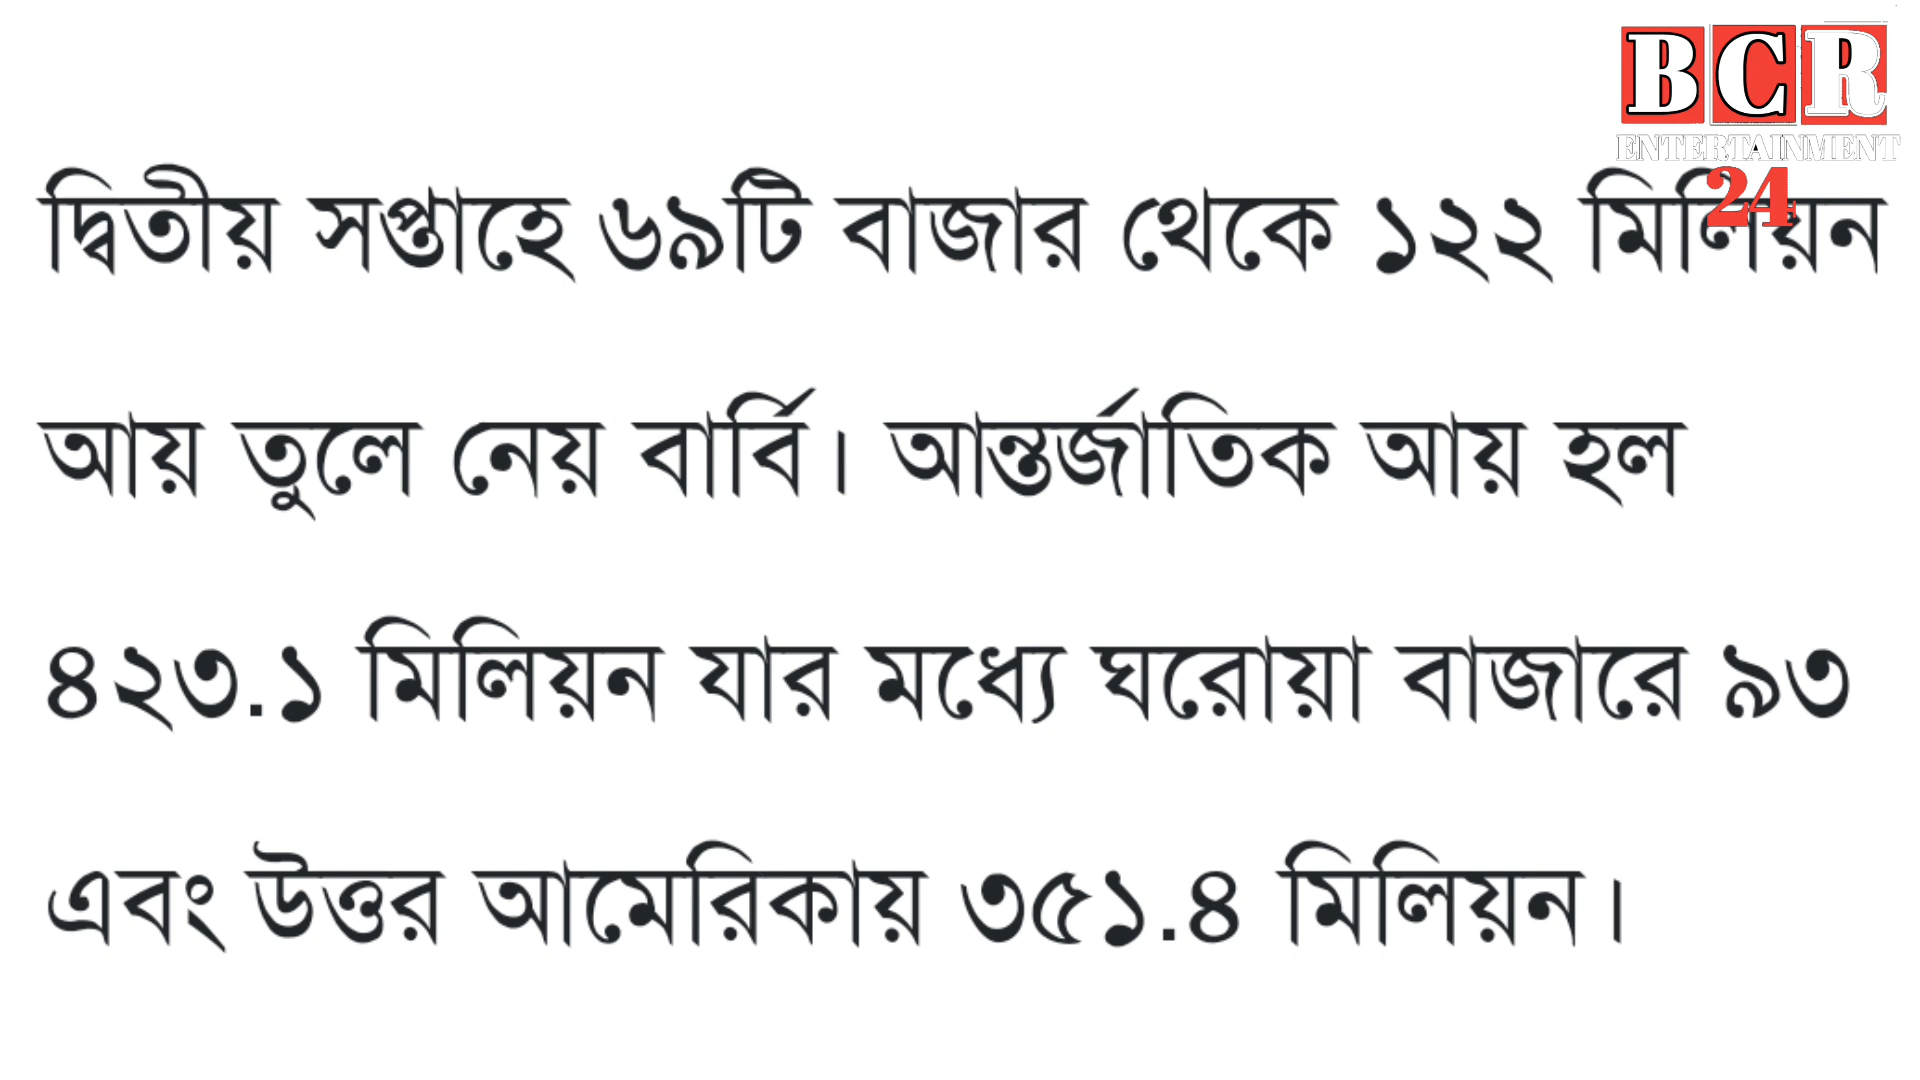 BCR
ENTERTAINMENT
24
দ্বিতীয় সপ্তাহে ৬৯টি বাজার থেকে ১২২ মিলিয়ন
আয় তুলে নেয় বার্বি। আন্তর্জাতিক আয় হল
৪২৩.১ মিলিয়ন যার মধ্যে ঘরোয়া বাজারে ৯৩
এবং উত্তর আমেরিকায় ৩৫১.৪ মিলিয়ন।